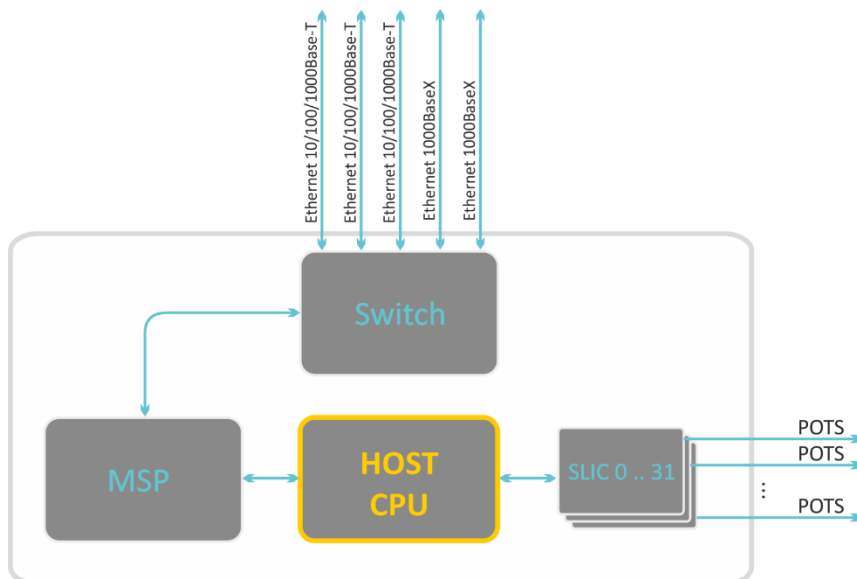 Ethernet 10/100/1000Base-T
Ethernet 10/100/1000Base-T
Ethernet 10/100/1000Base-T
Ethernet 1000BaseX
Ethernet 1000BaseX
Switch
MSP
HOST
CPU
SLIC 0 .. 31
POTS
POTS
...
POTS